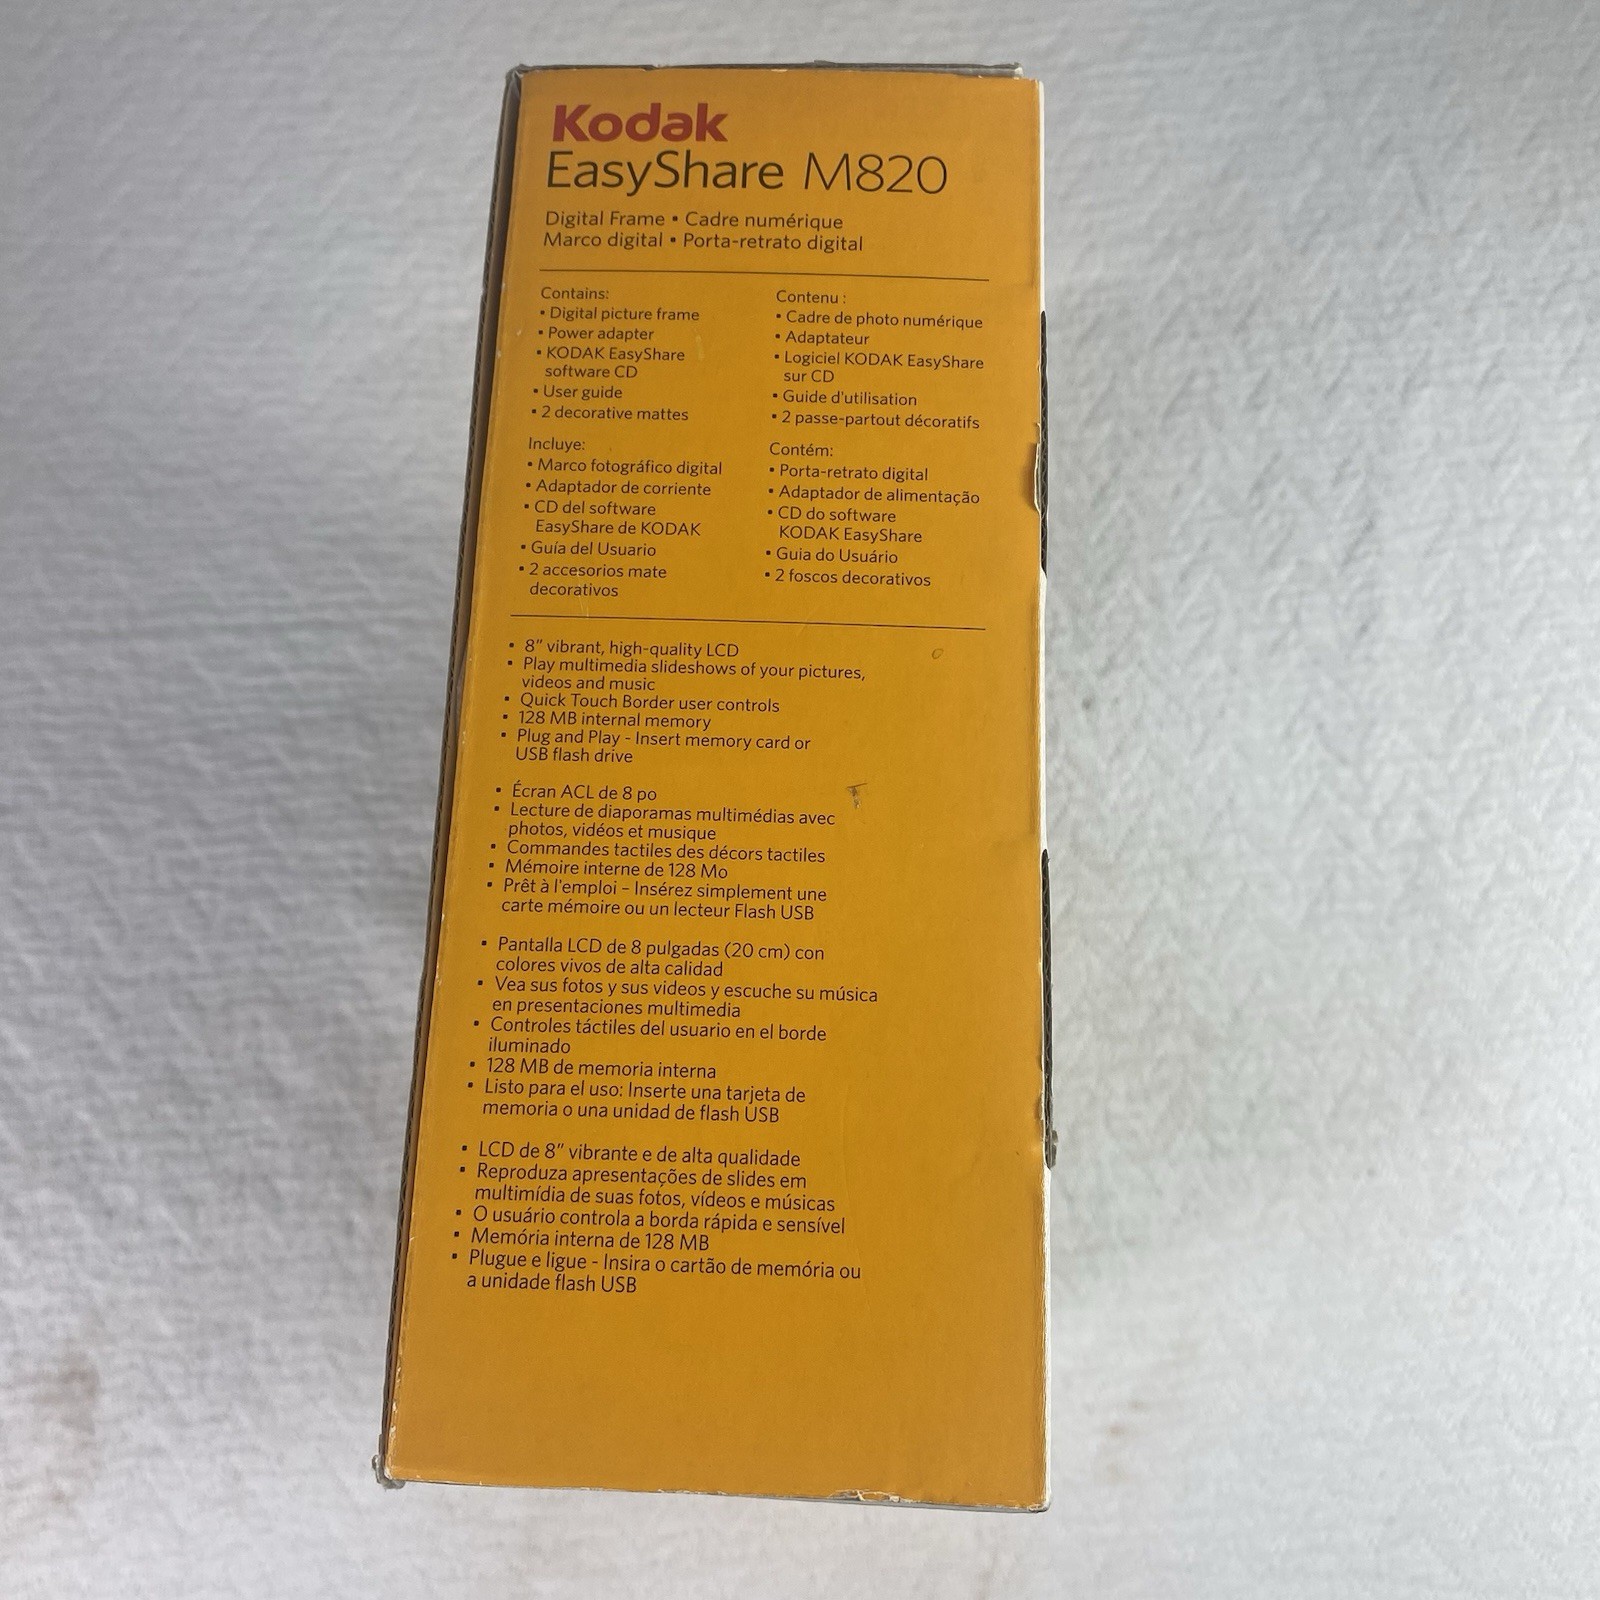 Kodak
EasyShare M820
Digital Frame ▪ Cadre numérique
Marco digital ▪ Porta-retrato digital
Contains:
▪ Digital picture frame
▪ Power adapter
▪ KODAK EasyShare
software CD
▪ User guide
▪ 2 decorative mattes
Contenu :
▪ Cadre de photo numérique
▪ Adaptateur
▪ Logiciel KODAK EasyShare
sur CD
▪ Guide d'utilisation
▪ 2 passe-partout décoratifs
Incluye:
▪ Marco fotográfico digital
▪ Adaptador de corriente
▪ CD del software
EasyShare de KODAK
▪ Guía del Usuario
▪ 2 accesorios mate
decorativos
Contém:
▪ Porta-retrato digital
▪ Adaptador de alimentação
▪ CD do software
KODAK EasyShare
▪ Guia do Usuário
▪ 2 foscos decorativos
▪ 8" vibrant, high-quality LCD
▪ Play multimedia slideshows of your pictures,
videos and music
▪ Quick Touch Border user controls
▪ 128 MB internal memory
▪ Plug and Play - Insert memory card or
USB flash drive
▪ Écran ACL de 8 po
▪ Lecture de diaporamas multimédias avec
photos, vidéos et musique
▪ Commandes tactiles des décors tactiles
▪ Mémoire interne de 128 Mo
▪ Prêt à l'emploi – Insérez simplement une
carte mémoire ou un lecteur Flash USB
▪ Pantalla LCD de 8 pulgadas (20 cm) con
colores vivos de alta calidad
▪ Vea sus fotos y sus videos y escuche su música
en presentaciones multimedia
▪ Controles táctiles del usuario en el borde
iluminado
▪ 128 MB de memoria interna
▪ Listo para el uso: Inserte una tarjeta de
memoria o una unidad de flash USB
▪ LCD de 8" vibrante e de alta qualidade
▪ Reproduza apresentações de slides em
multimídia de suas fotos, vídeos e músicas
▪ O usuário controla a borda rápida e sensível
▪ Memória interna de 128 MB
▪ Plugue e ligue - Insira o cartão de memória ou
a unidade flash USB